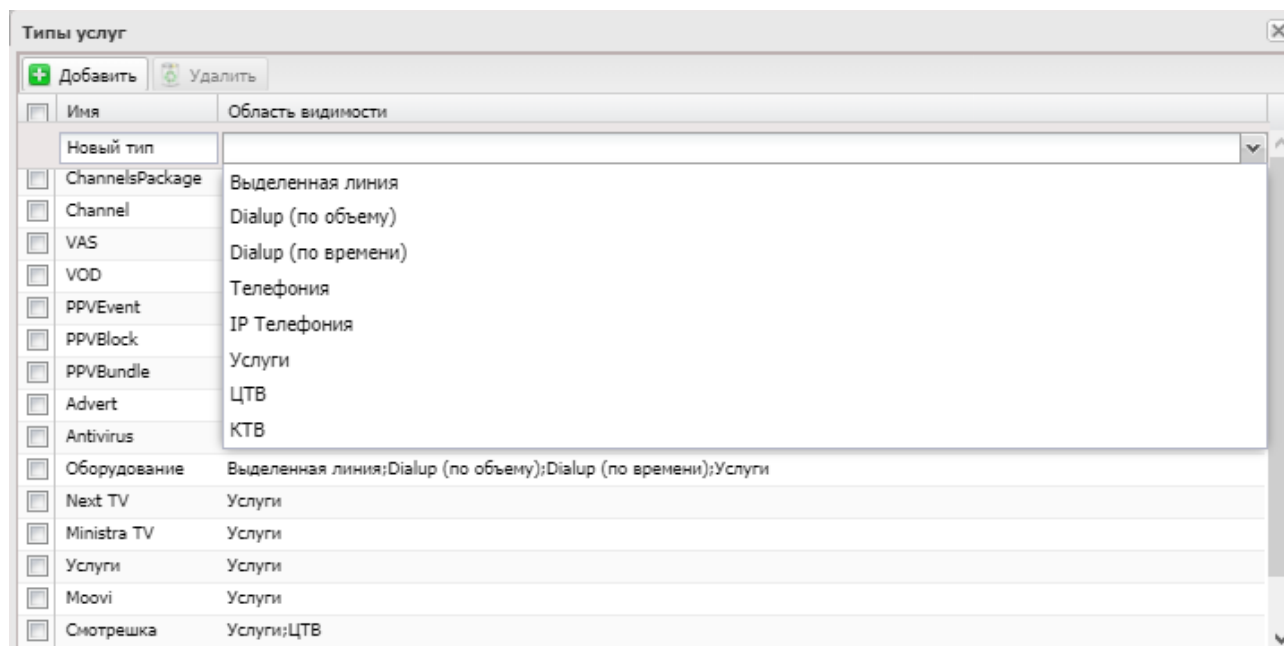 Типы услуг
Добавить Удалить
Имя Область видимости
Новый тип
ChannelsPackage Выделенная линия
Channel Dialup (по объему)
VAS Dialup (по времени)
VOD Телефония
PPVEvent IP Телефония
PPVBlock Услуги
PPVBundle ЦТВ
Advert КТВ
Antivirus
Оборудование Выделенная линия;Dialup (по объему);Dialup (по времени);Услуги
Next TV Услуги
Ministra TV Услуги
Услуги Услуги
Moovi Услуги
Смотрешка Услуги;ЦТВ